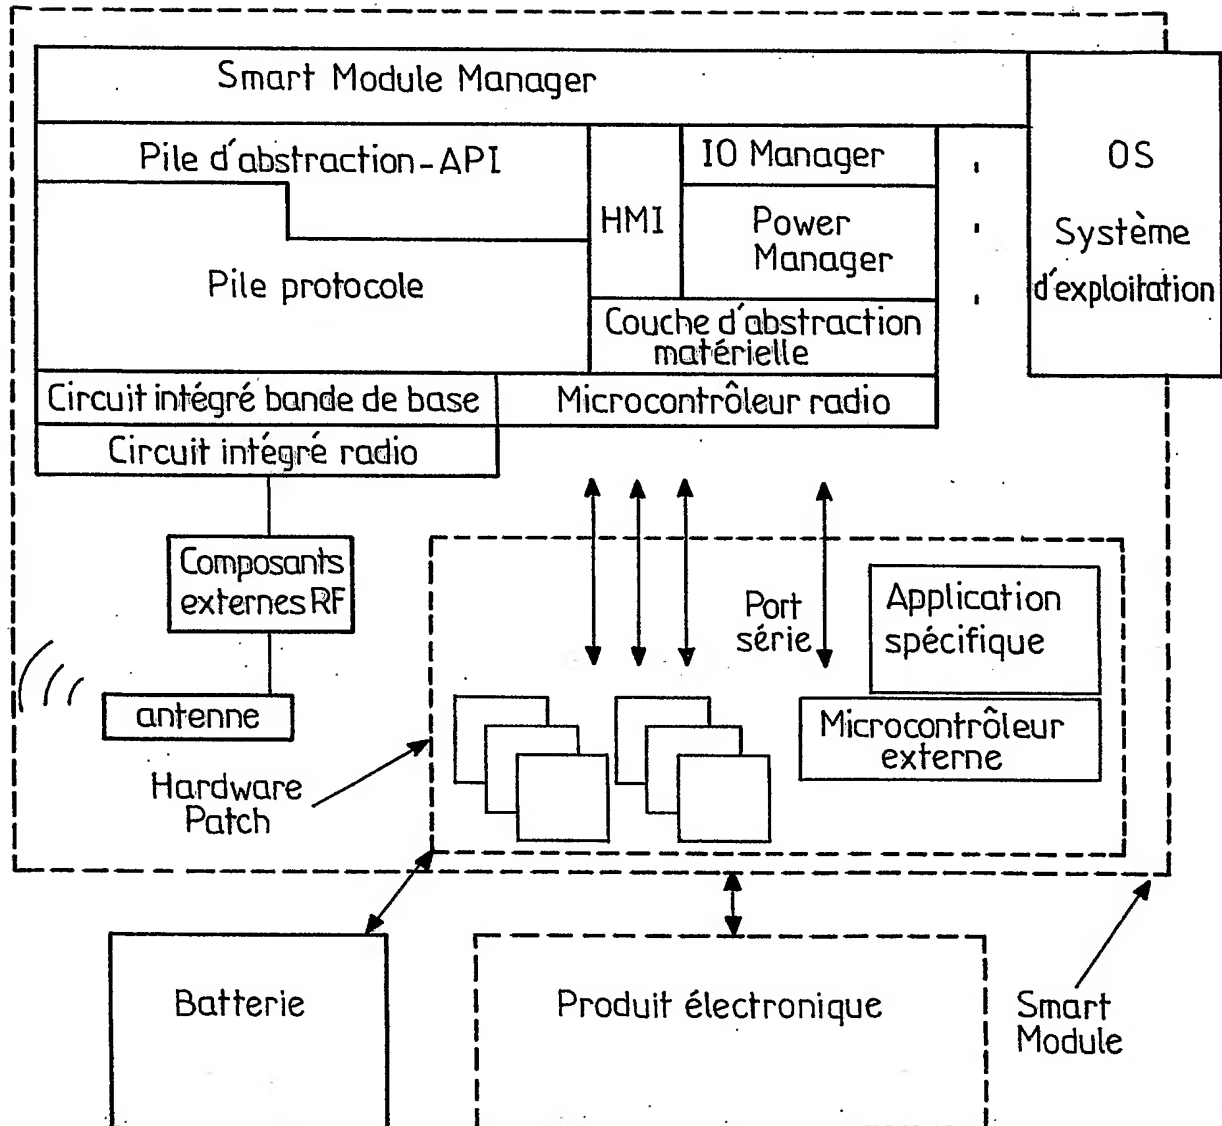 Smart Module Manager
Pile d'abstraction-API
HMI
IO Manager
OS
Système
d'exploitation
Power
Manager
Pile protocole
Couche d'abstraction
matérielle
Circuit intégré bande de base
Microcontrôleur radio
Circuit intégré radio
Composants
externes RF
Port
série
Application
spécifique
antenne
Microcontrôleur
externe
Hardware
Patch
Batterie
Produit électronique
Smart
Module